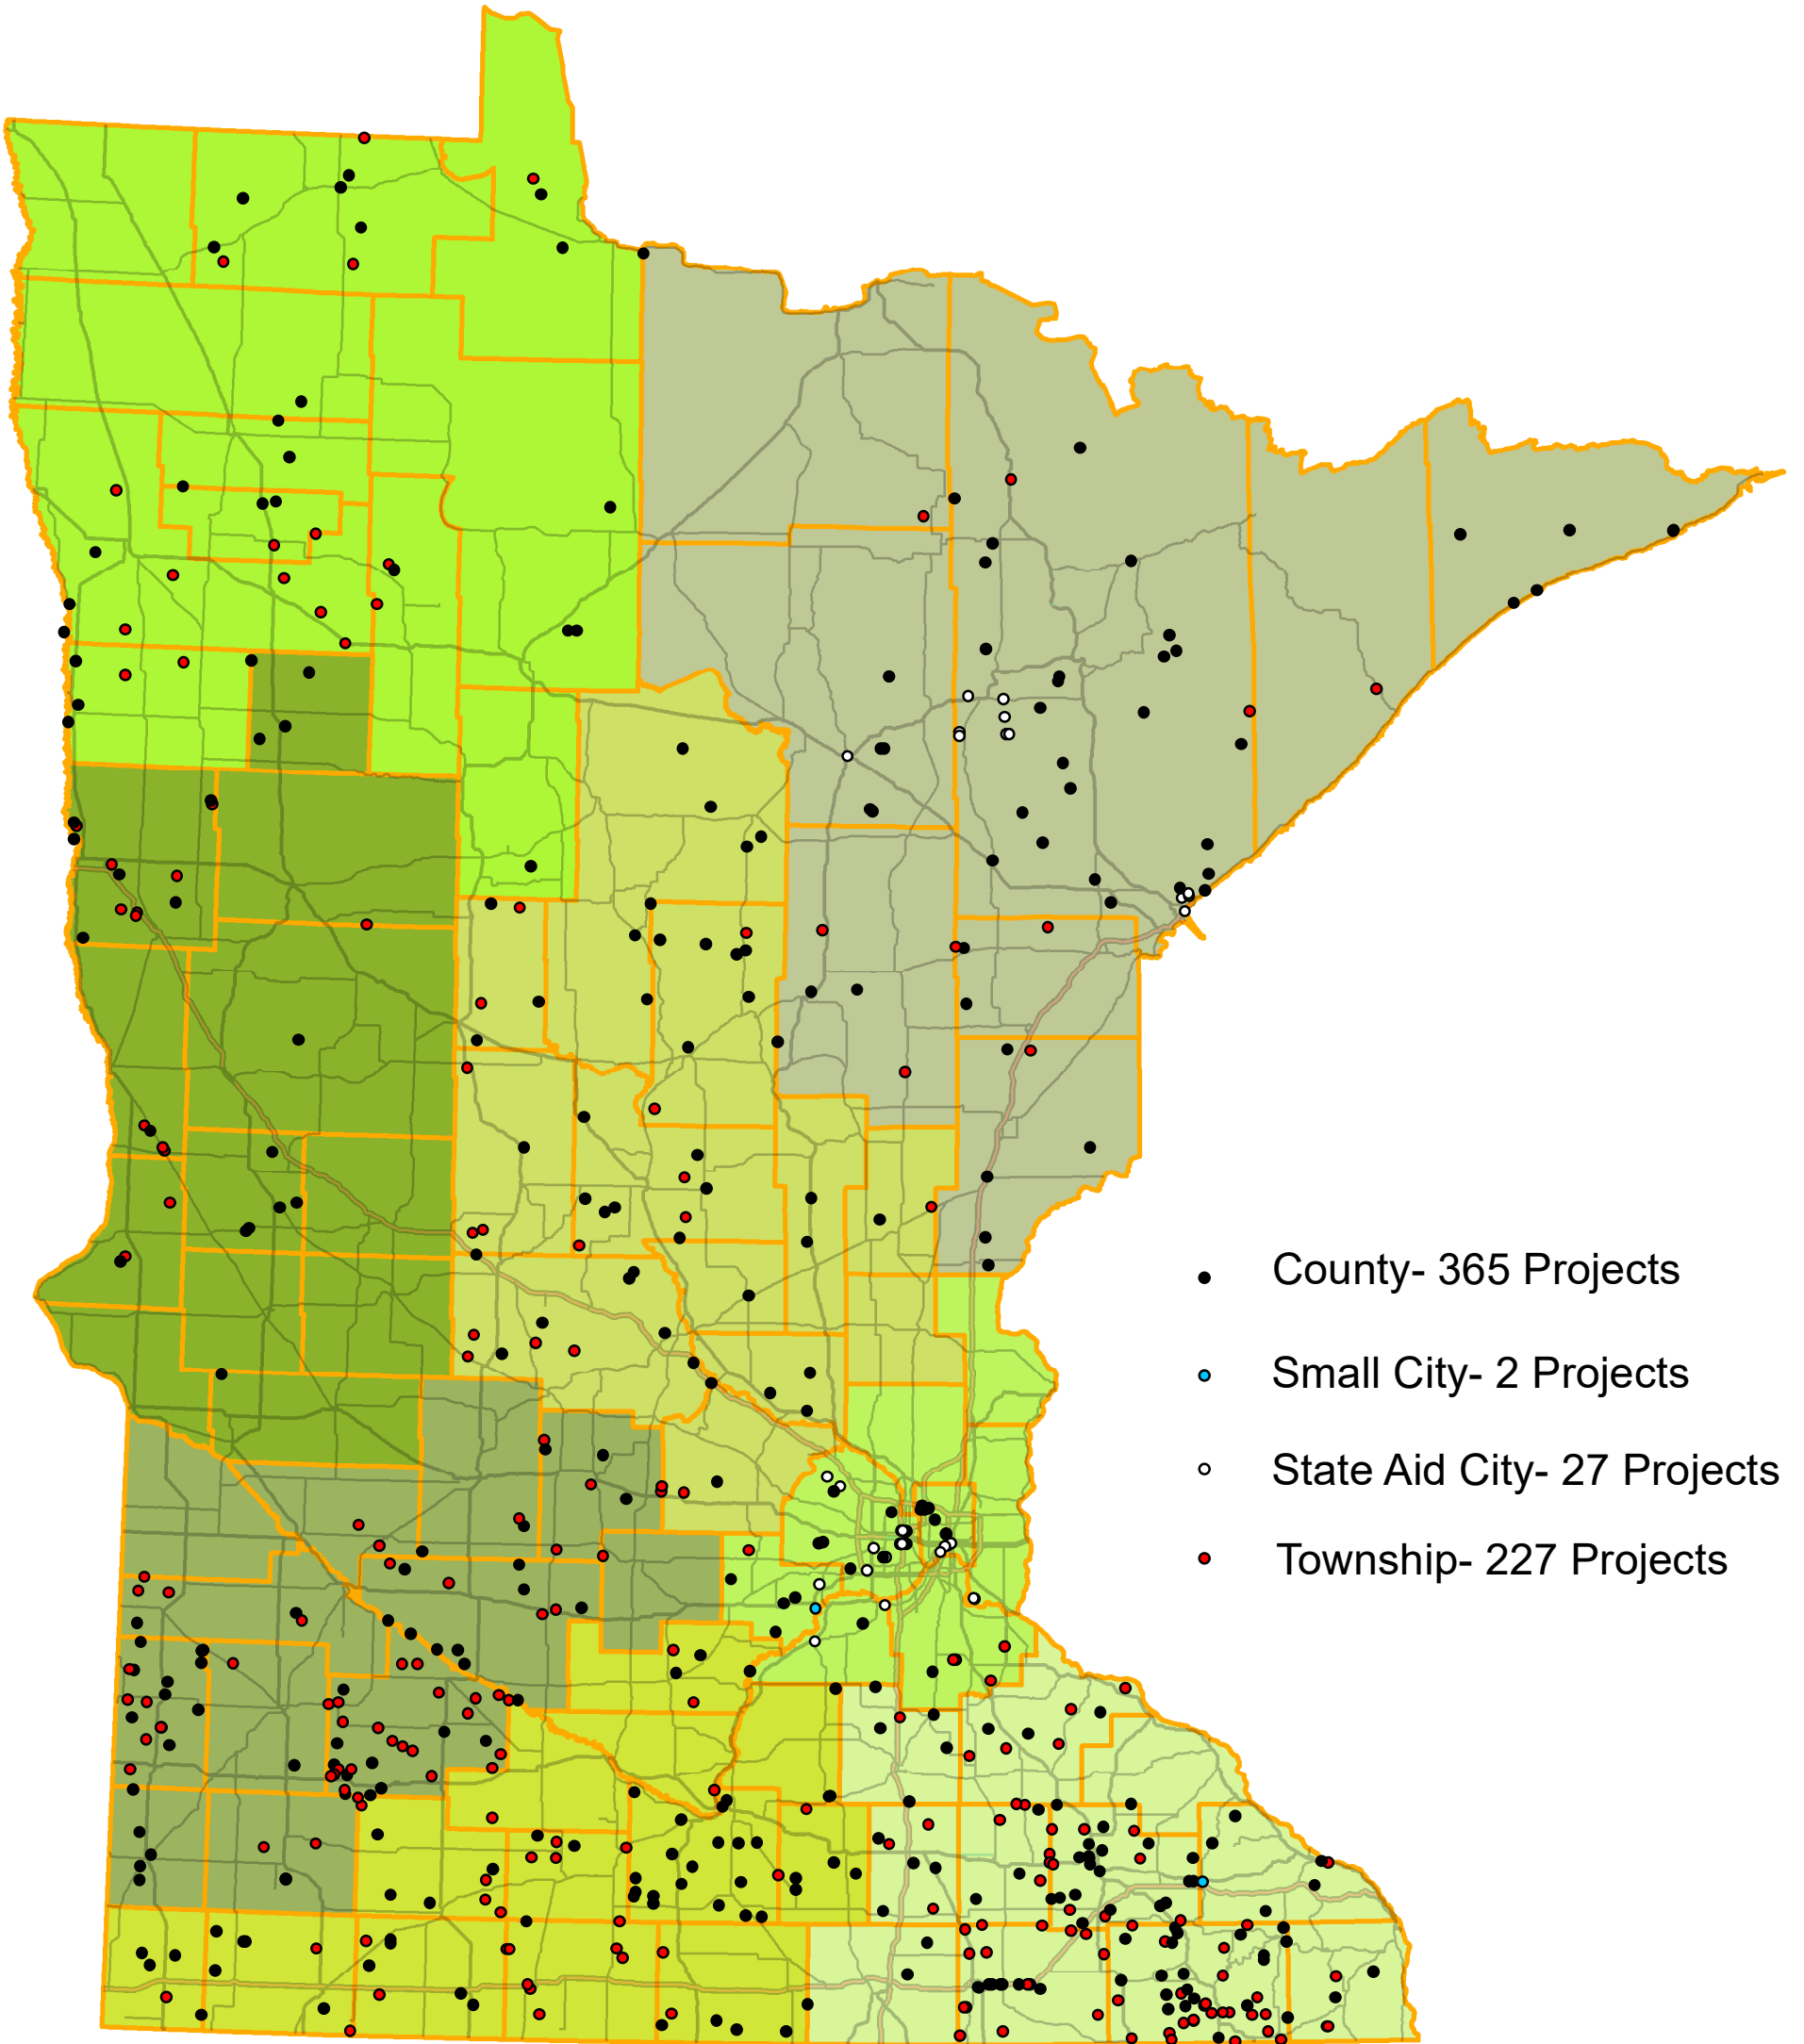 County- 365 Projects
Small City- 2 Projects
State Aid City- 27 Projects
Township- 227 Projects